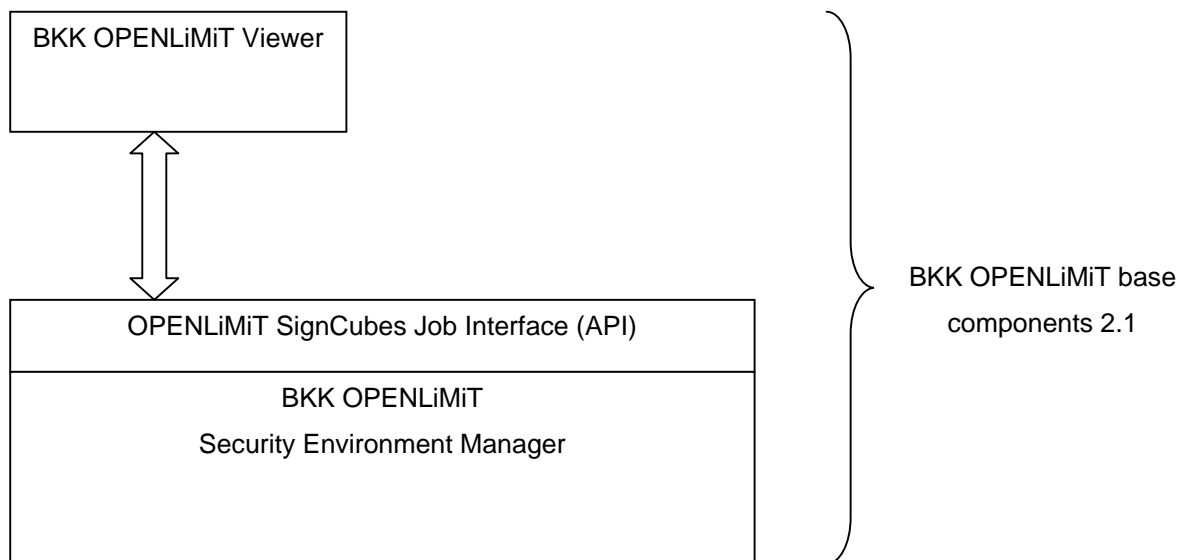 BKK OPENLiMiT Viewer
OPENLiMiT SignCubes Job Interface (API)
BKK OPENLiMiT
Security Environment Manager
BKK OPENLiMiT base
components 2.1